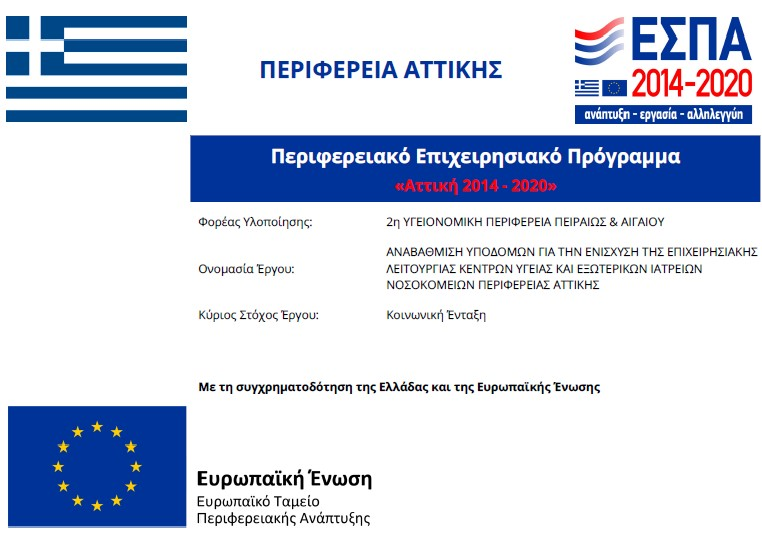 ΠΕΡΙΦΕΡΕΙΑ ΑΤΤΙΚΗΣ
ΕΣΠΑ
2014-2020
ανάπτυξη - εργασία - αλληλεγγύη
Περιφερειακό Επιχειρησιακό Πρόγραμμα
«Αττική 2014 - 2020»
Φορέας Υλοποίησης: 2η ΥΓΕΙΟΝΟΜΙΚΗ ΠΕΡΙΦΕΡΕΙΑ ΠΕΙΡΑΙΩΣ & ΑΙΓΑΙΟΥ
Ονομασία Έργου: ΑΝΑΒΑΘΜΙΣΗ ΥΠΟΔΟΜΩΝ ΓΙΑ ΤΗΝ ΕΝΙΣΧΥΣΗ ΤΗΣ ΕΠΙΧΕΙΡΗΣΙΑΚΗΣ
ΛΕΙΤΟΥΡΓΙΑΣ ΚΕΝΤΡΩΝ ΥΓΕΙΑΣ ΚΑΙ ΕΞΩΤΕΡΙΚΩΝ ΙΑΤΡΕΙΩΝ
ΝΟΣΟΚΟΜΕΙΩΝ ΠΕΡΙΦΕΡΕΙΑΣ ΑΤΤΙΚΗΣ
Κύριος Στόχος Έργου: Κοινωνική Ένταξη
Με τη συγχρηματοδότηση της Ελλάδας και της Ευρωπαϊκής Ένωσης
Ευρωπαϊκή Ένωση
Ευρωπαϊκό Ταμείο
Περιφερειακής Ανάπτυξης